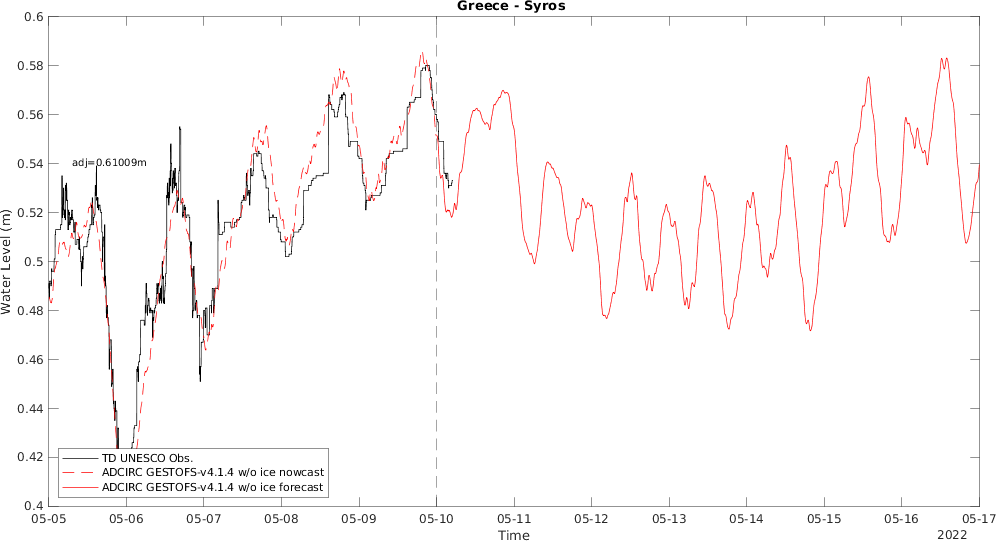 Greece - Syros
0.6
0.58
0.56
0.54
0.52
0.5
0.48
0.46
0.44
0.42
0.4
Water Level (m)
adj=0.61009m
TD UNESCO Obs.
ADCIRC GESTOFS-v4.1.4 w/o ice nowcast
ADCIRC GESTOFS-v4.1.4 w/o ice forecast
05-05 05-06 05-07 05-08 05-09 05-10 05-11 05-12 05-13 05-14 05-15 05-16 05-17
Time
2022